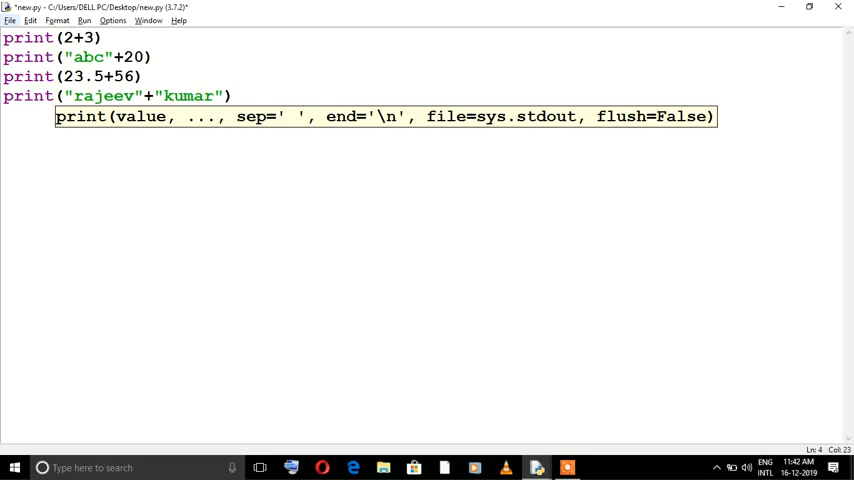 *new.py - C:/Users/DELL PC/Desktop/new.py (3.7.2)*
File Edit Format Run Options Window Help
print(2+3)
print("abc"+20)
print(23.5+56)
print("rajeev"+"kumar")
print(value, ..., sep=' ', end='\n', file=sys.stdout, flush=False)
Ln: 4 Col: 23
Type here to search
ENG
INTL
11:42 AM
16-12-2019